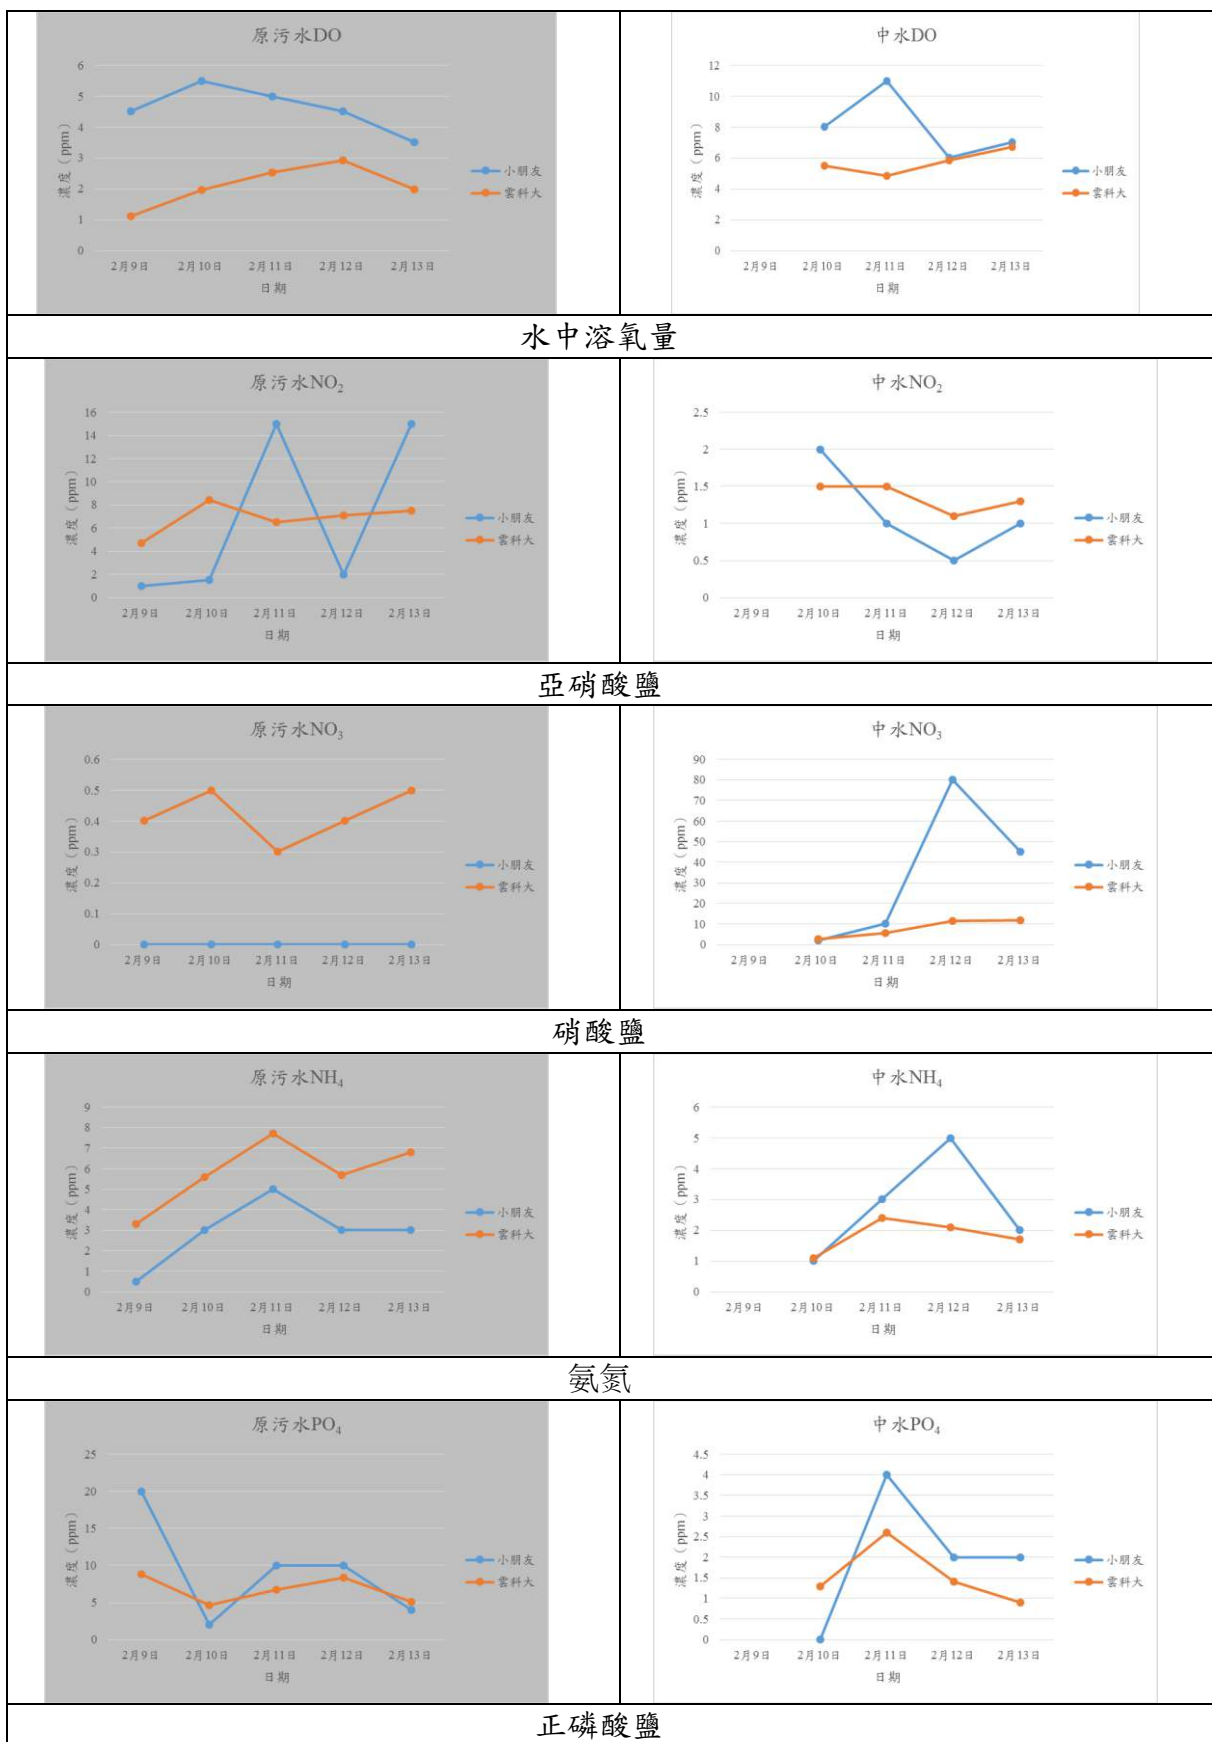 原污水DO
6
5
4
3
2
1
0
濃度（ppm）
2月9日 2月10日 2月11日 2月12日 2月13日
日期
小朋友
雲科大
中水DO
12
10
8
6
4
2
0
濃度（ppm）
2月9日 2月10日 2月11日 2月12日 2月13日
日期
小朋友
雲科大
水中溶氧量
原污水NO₂
16
14
12
10
8
6
4
2
0
濃度（ppm）
2月9日 2月10日 2月11日 2月12日 2月13日
日期
小朋友
雲科大
中水NO₂
2.5
2
1.5
1
0.5
0
濃度（ppm）
2月9日 2月10日 2月11日 2月12日 2月13日
日期
小朋友
雲科大
亞硝酸鹽
原污水NO₃
0.6
0.5
0.4
0.3
0.2
0.1
0
濃度（ppm）
2月9日 2月10日 2月11日 2月12日 2月13日
日期
小朋友
雲科大
中水NO₃
90
80
70
60
50
40
30
20
10
0
濃度（ppm）
2月9日 2月10日 2月11日 2月12日 2月13日
日期
小朋友
雲科大
硝酸鹽
原污水NH₄
9
8
7
6
5
4
3
2
1
0
濃度（ppm）
2月9日 2月10日 2月11日 2月12日 2月13日
日期
小朋友
雲科大
中水NH₄
6
5
4
3
2
1
0
濃度（ppm）
2月9日 2月10日 2月11日 2月12日 2月13日
日期
小朋友
雲科大
氨氮
原污水PO₄
25
20
15
10
5
0
濃度（ppm）
2月9日 2月10日 2月11日 2月12日 2月13日
日期
小朋友
雲科大
中水PO₄
4.5
4
3.5
3
2.5
2
1.5
1
0.5
0
濃度（ppm）
2月9日 2月10日 2月11日 2月12日 2月13日
日期
小朋友
雲科大
正磷酸鹽